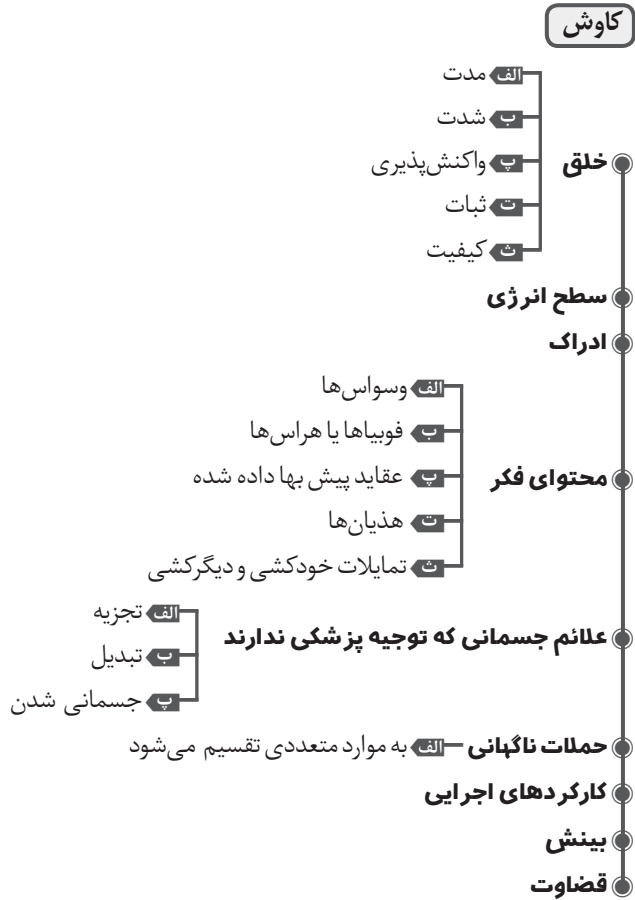 کاوش
خلق
الف مدت
ب شدت
پ واکنش‌پذیری
ت ثبات
ث کیفیت
سطح انرژی
ادراک
محتوای فکر
الف وسواس‌ها
ب فوبیاها یا هراس‌ها
پ عقاید پیش بها داده شده
ت هذیان‌ها
ث تمایلات خودکشی و دیگرکشی
علائم جسمانی که توجیه پزشکی ندارند
الف تجزیه
ب تبدیل
پ جسمانی شدن
حملات ناگهانی الف به موارد متعددی تقسیم می‌شود
کارکردهای اجرایی
بینش
قضاوت